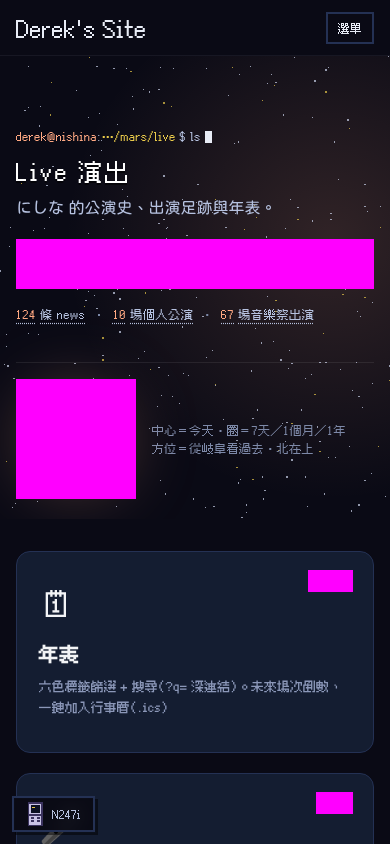 Derek's Site
選單
derek@nishina:~/mars/live $ ls
Live 演出
にしな 的公演史、出演足跡與年表。
124 條 news · 10 場個人公演 · 67 場音樂祭出演
中心＝今天・圈＝7天／1個月／1年
方位＝從岐阜看過去・北在上
年表
六色標籤篩選 + 搜尋(?q= 深連結)。未來場次倒數、
一鍵加入行事曆(.ics)
N247i